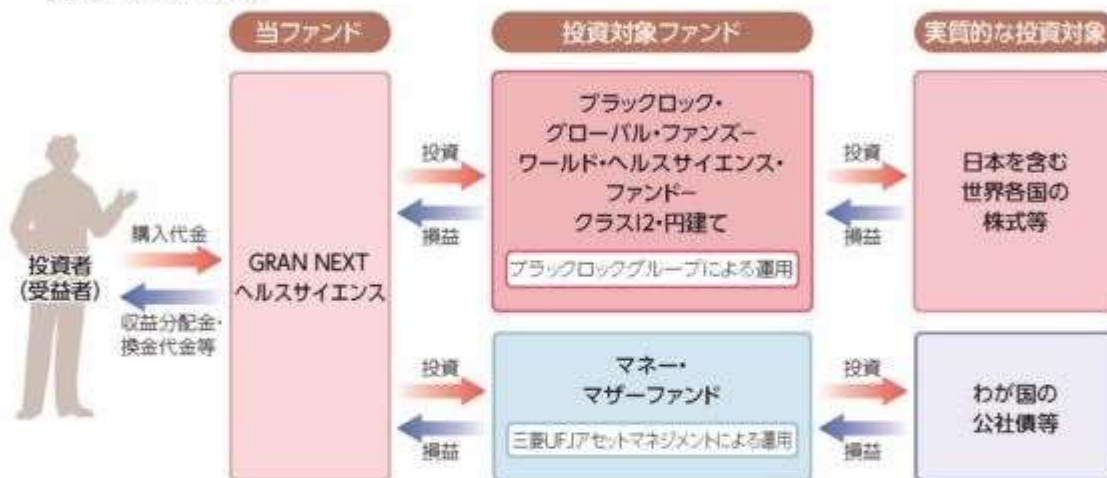 当ファンド
投資対象ファンド
実質的な投資対象
投資者
(受益者)
購入代金
収益分配金・
換金代金等
GRAN NEXT
ヘルスサイエンス
投資
損益
ブラックロック・
グローバル・ファンズー
ワールド・ヘルスサイエンス・
ファンドー
クラスI2・円建て
ブラックロックグループによる運用
投資
損益
日本を含む
世界各国の
株式等
投資
損益
マネー・
マザーファンド
三菱UFJアセットマネジメントによる運用
投資
損益
わが国の
公社債等